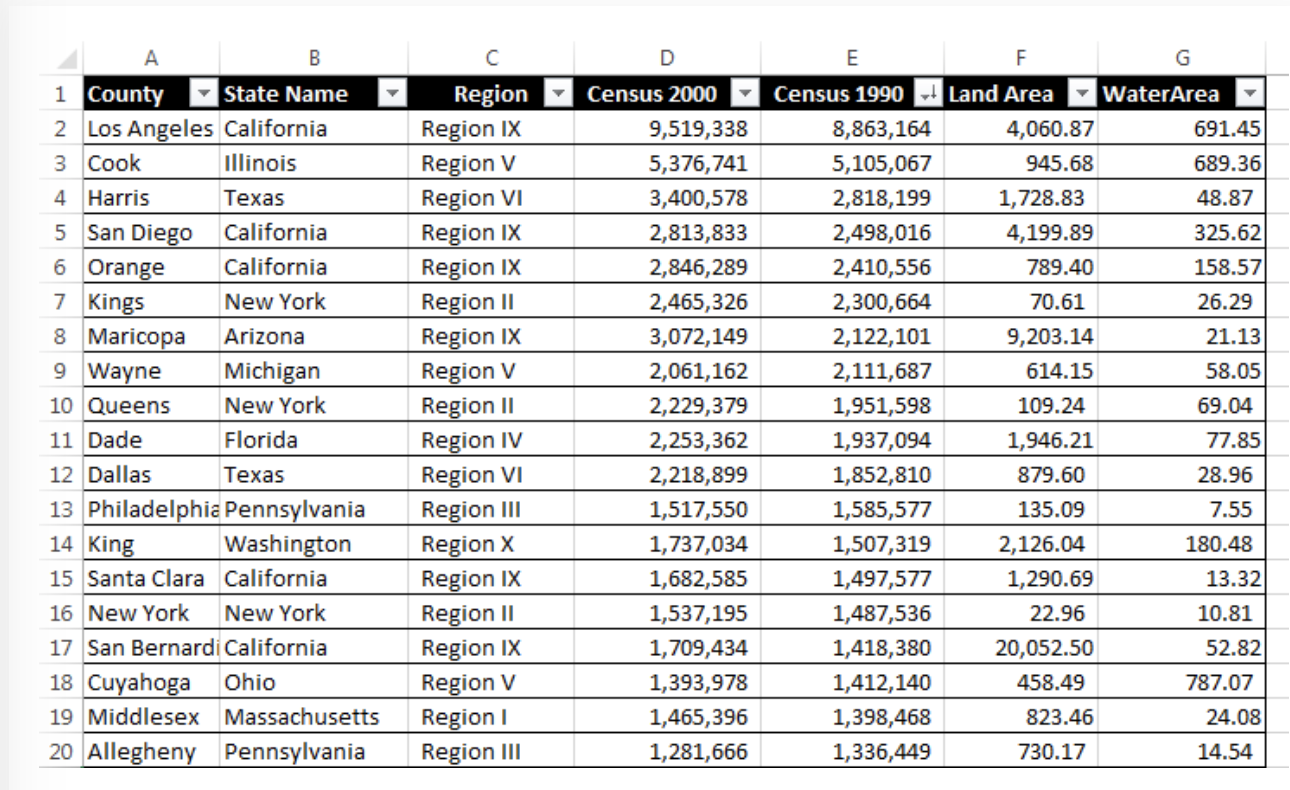 A B C D E F G
1 County State Name Region Census 2000 Census 1990 Land Area WaterArea
2 Los Angeles California Region IX 9,519,338 8,863,164 4,060.87 691.45
3 Cook Illinois Region V 5,376,741 5,105,067 945.68 689.36
4 Harris Texas Region VI 3,400,578 2,818,199 1,728.83 48.87
5 San Diego California Region IX 2,813,833 2,498,016 4,199.89 325.62
6 Orange California Region IX 2,846,289 2,410,556 789.40 158.57
7 Kings New York Region II 2,465,326 2,300,664 70.61 26.29
8 Maricopa Arizona Region IX 3,072,149 2,122,101 9,203.14 21.13
9 Wayne Michigan Region V 2,061,162 2,111,687 614.15 58.05
10 Queens New York Region II 2,229,379 1,951,598 109.24 69.04
11 Dade Florida Region IV 2,253,362 1,937,094 1,946.21 77.85
12 Dallas Texas Region VI 2,218,899 1,852,810 879.60 28.96
13 Philadelphia Pennsylvania Region III 1,517,550 1,585,577 135.09 7.55
14 King Washington Region X 1,737,034 1,507,319 2,126.04 180.48
15 Santa Clara California Region IX 1,682,585 1,497,577 1,290.69 13.32
16 New York New York Region II 1,537,195 1,487,536 22.96 10.81
17 San Bernardi California Region IX 1,709,434 1,418,380 20,052.50 52.82
18 Cuyahoga Ohio Region V 1,393,978 1,412,140 458.49 787.07
19 Middlesex Massachusetts Region I 1,465,396 1,398,468 823.46 24.08
20 Allegheny Pennsylvania Region III 1,281,666 1,336,449 730.17 14.54